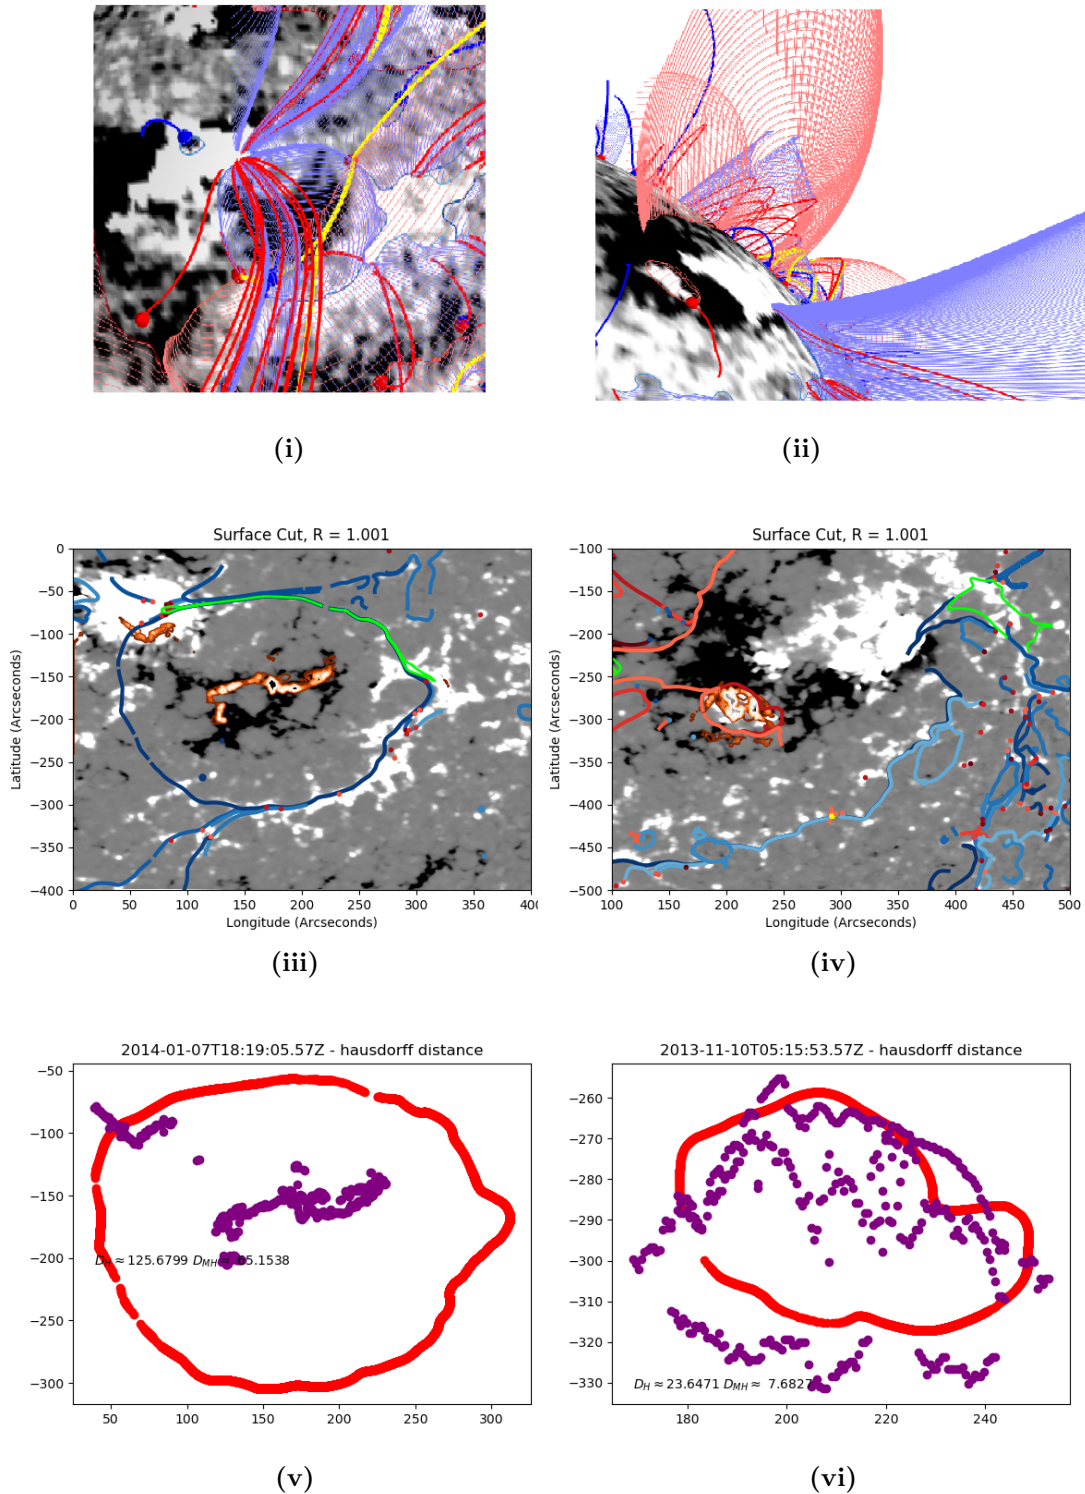 (i)
(ii)
Surface Cut, R = 1.001
0
−50
−100
−150
−200
−250
−300
−350
−400
Latitude (Arcseconds)
0 50 100 150 200 250 300 350 40
Longitude (Arcseconds)
(iii)
Surface Cut, R = 1.001
−100
−150
−200
−250
−300
−350
−400
−450
−500
Latitude (Arcseconds)
100 150 200 250 300 350 400 450 500
Longitude (Arcseconds)
(iv)
2014-01-07T18:19:05.57Z - hausdorff distance
−50
−100
−150
−200
−250
−300
D_H ≈ 125.6799 D_MH ≈ 65.1538
50 100 150 200 250 300
(v)
2013-11-10T05:15:53.57Z - hausdorff distance
−260
−270
−280
−290
−300
−310
−320
−330
D_H ≈ 23.6471 D_MH ≈ 7.6827
180 200 220 240
(vi)